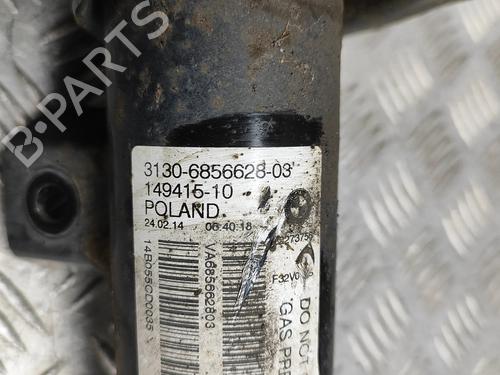 B-PARTS
3130-6856628-03
149415-10
POLAND
24.02.14 06:40:18
VA685662803
14B055CD0035
F32V0
DO NOT
GAS PRE